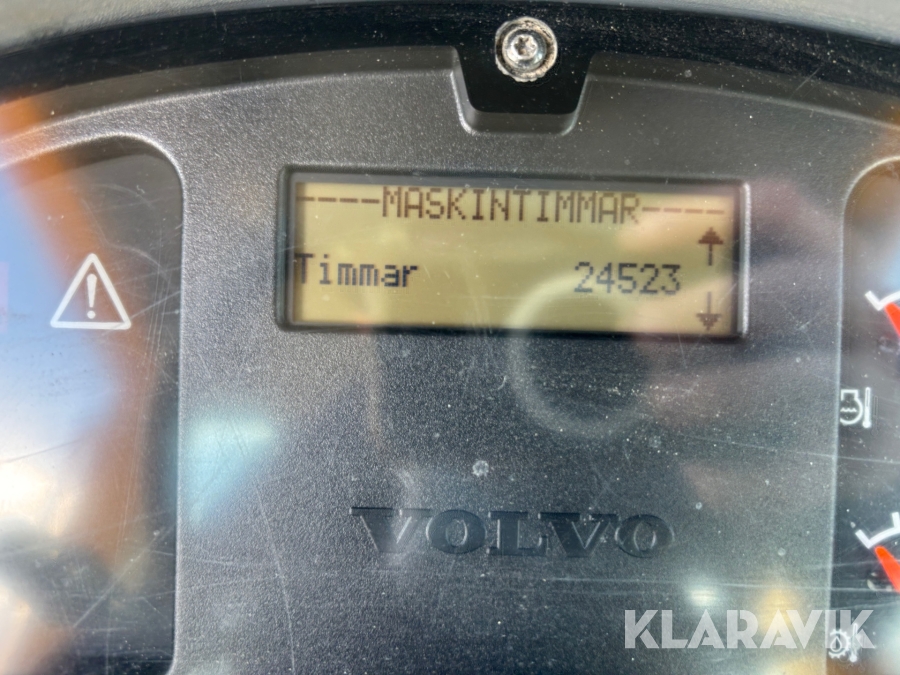 ----MASKINTIMMAR----
Timmar 24523
VOLVO
KLARAVIK